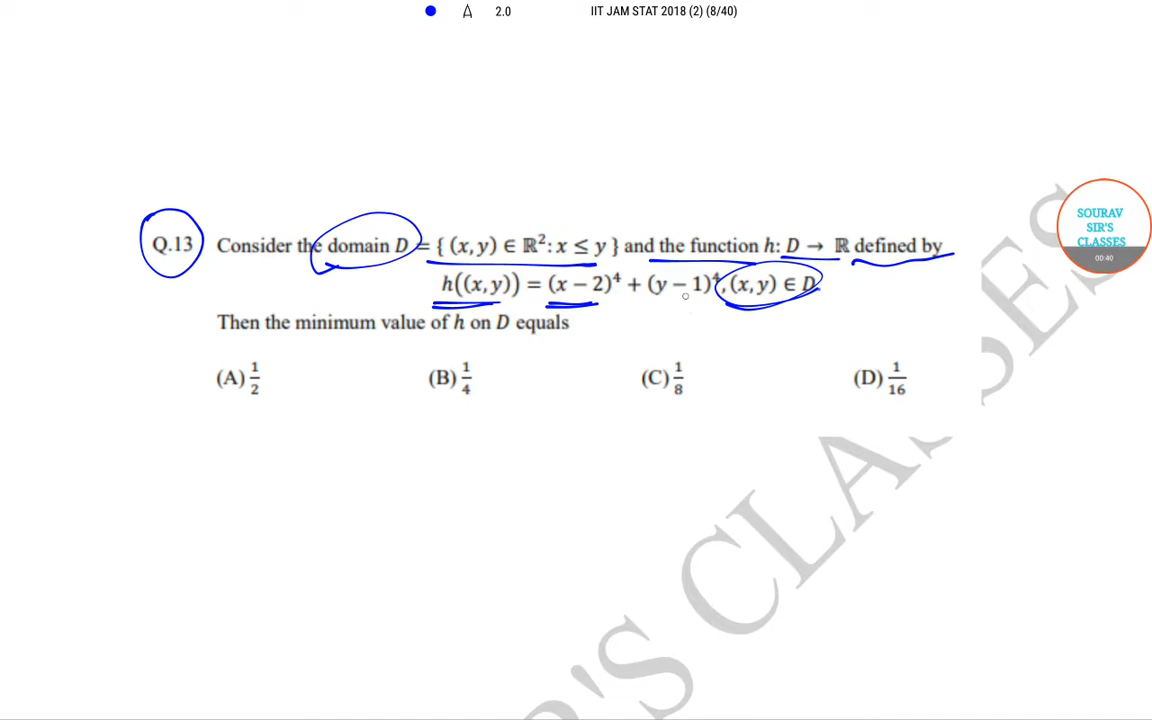 2.0 IIT JAM STAT 2018 (2) (8/40)
SOURAV
SIR'S
CLASSES
00:40
Q.13 Consider the domain D = { (x, y) ∈ ℝ²: x ≤ y } and the function h: D → ℝ defined by
h((x, y)) = (x − 2)⁴ + (y − 1)⁴, (x, y) ∈ D.
Then the minimum value of h on D equals
(A) 1/2 (B) 1/4 (C) 1/8 (D) 1/16
R'S CLASSES